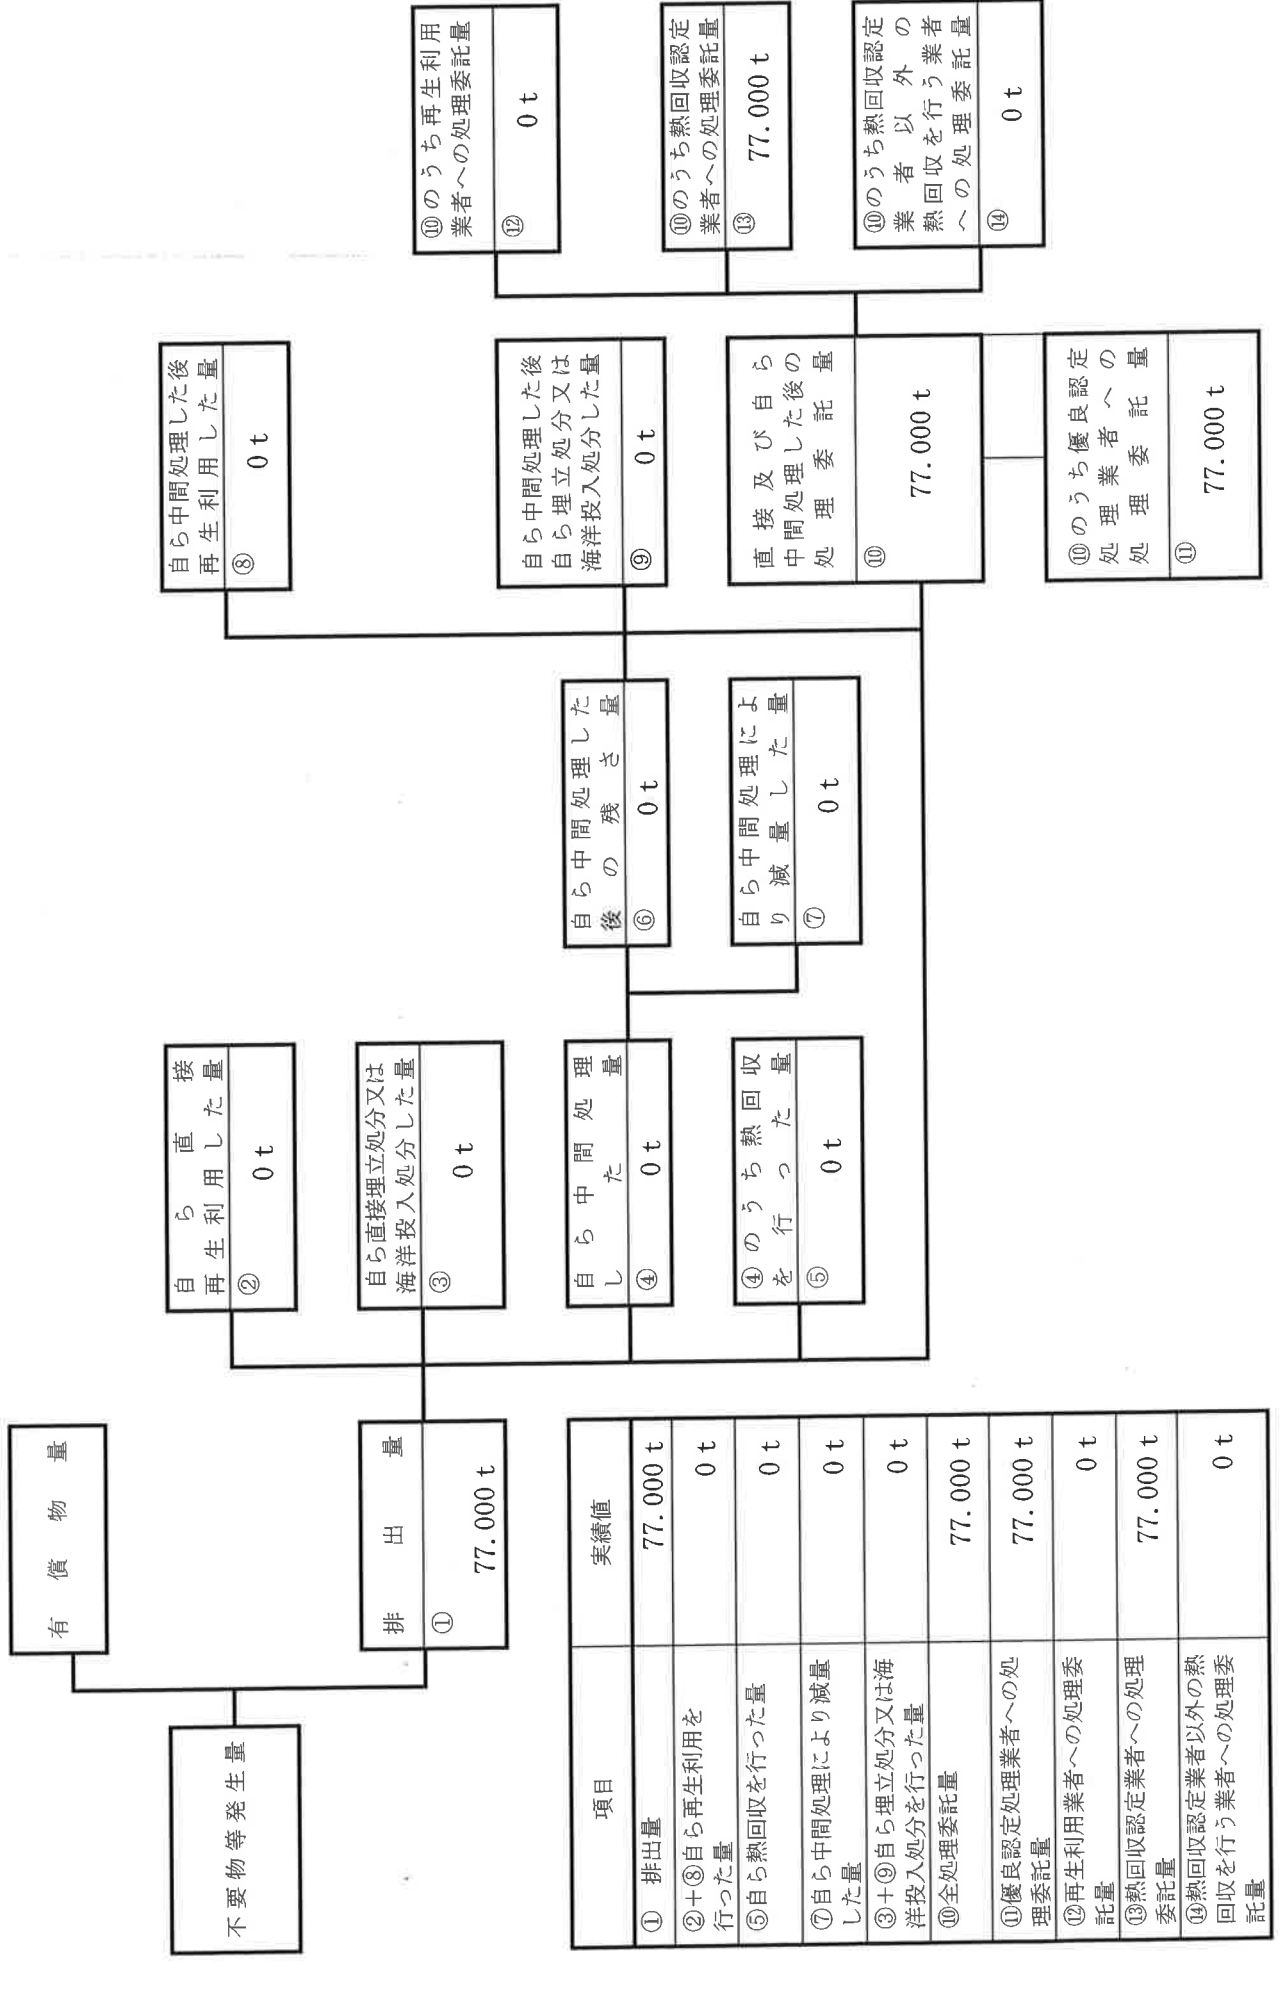 有償物量
不要物等発生量
排出量
①
77.000 t
自ら直接
再生利用した量
②
0 t
自ら直接埋立処分又は
海洋投入処分した量
③
0 t
自ら中間処理
した量
④
0 t
④のうち熱回収
を行った量
⑤
0 t
自ら中間処理した
後の残さ量
⑥
0 t
自ら中間処理によ
り減量した量
⑦
0 t
自ら中間処理した後
再生利用した量
⑧
0 t
自ら中間処理した後
自ら埋立処分又は
海洋投入処分した量
⑨
0 t
直接及び自ら
中間処理した後の
処理委託量
⑩
77.000 t
⑩のうち優良認定
処理業者への
処理委託量
⑪
77.000 t
⑩のうち再生利用
業者への処理委託量
⑫
0 t
⑩のうち熱回収認定
業者への処理委託量
⑬
77.000 t
⑩のうち熱回収認定
業者以外の
熱回収を行う業者
への処理委託量
⑭
0 t
項目
実績値
① 排出量
77.000 t
②+⑧自ら再生利用を
行った量
0 t
⑤自ら熱回収を行った量
0 t
⑦自ら中間処理により減量
した量
0 t
③+⑨自ら埋立処分又は海
洋投入処分を行った量
0 t
⑩全処理委託量
77.000 t
⑪優良認定処理業者への処
理委託量
77.000 t
⑫再生利用業者への処理委
託量
0 t
⑬熱回収認定業者への処理
委託量
77.000 t
⑭熱回収認定業者以外の熱
回収を行う業者への処理委
託量
0 t